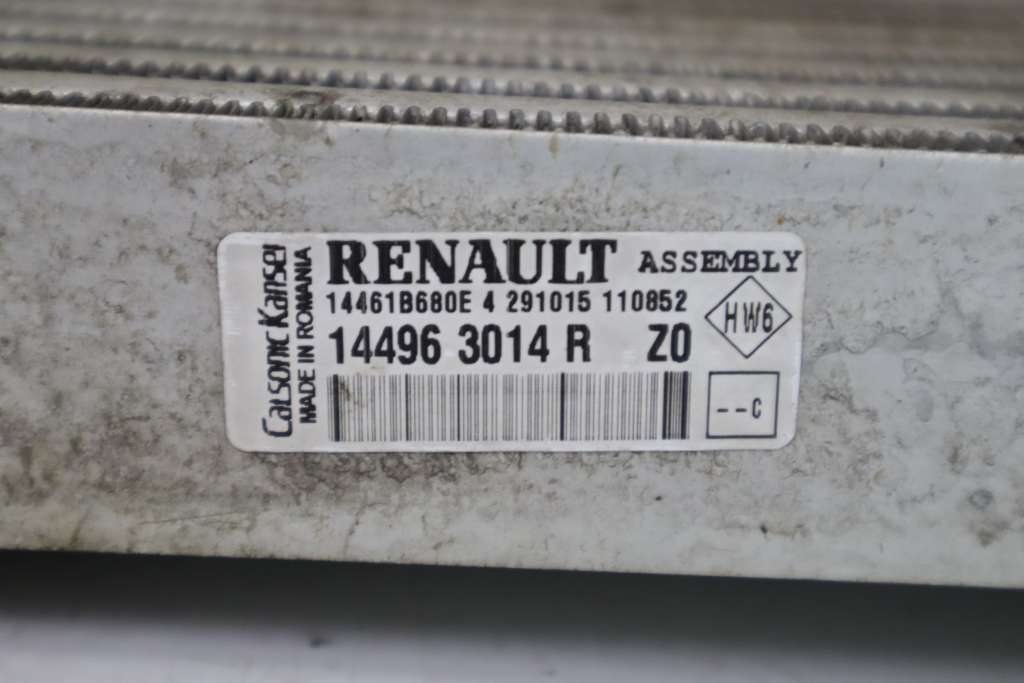 Calsonic Kansei
MADE IN ROMANIA
RENAULT ASSEMBLY
14461B680E 4 291015 110852
14496 3014 R Z0
HW6
--C